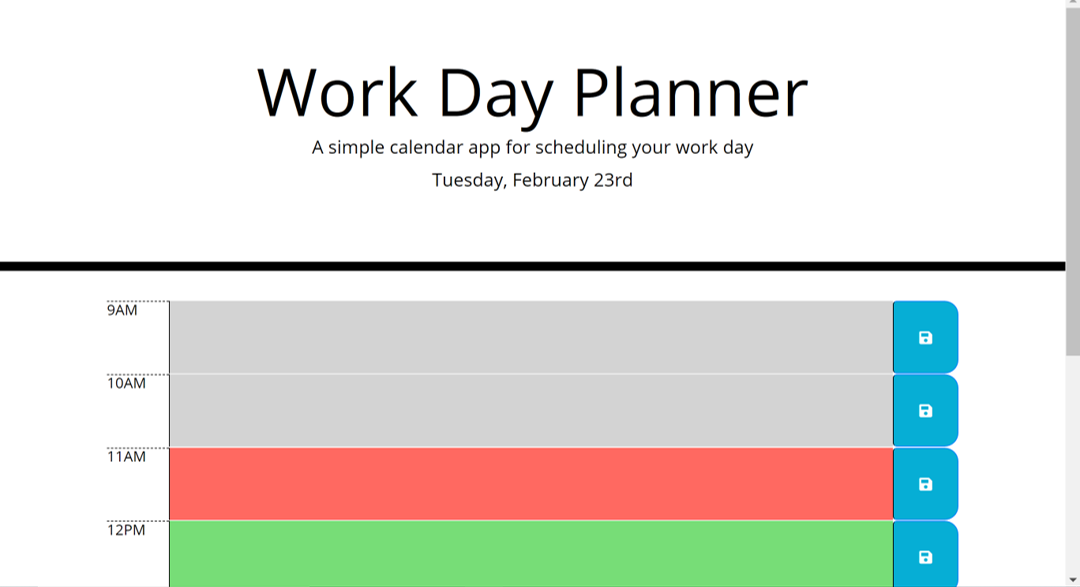 Work Day Planner
A simple calendar app for scheduling your work day
Tuesday, February 23rd
9AM
10AM
11AM
12PM